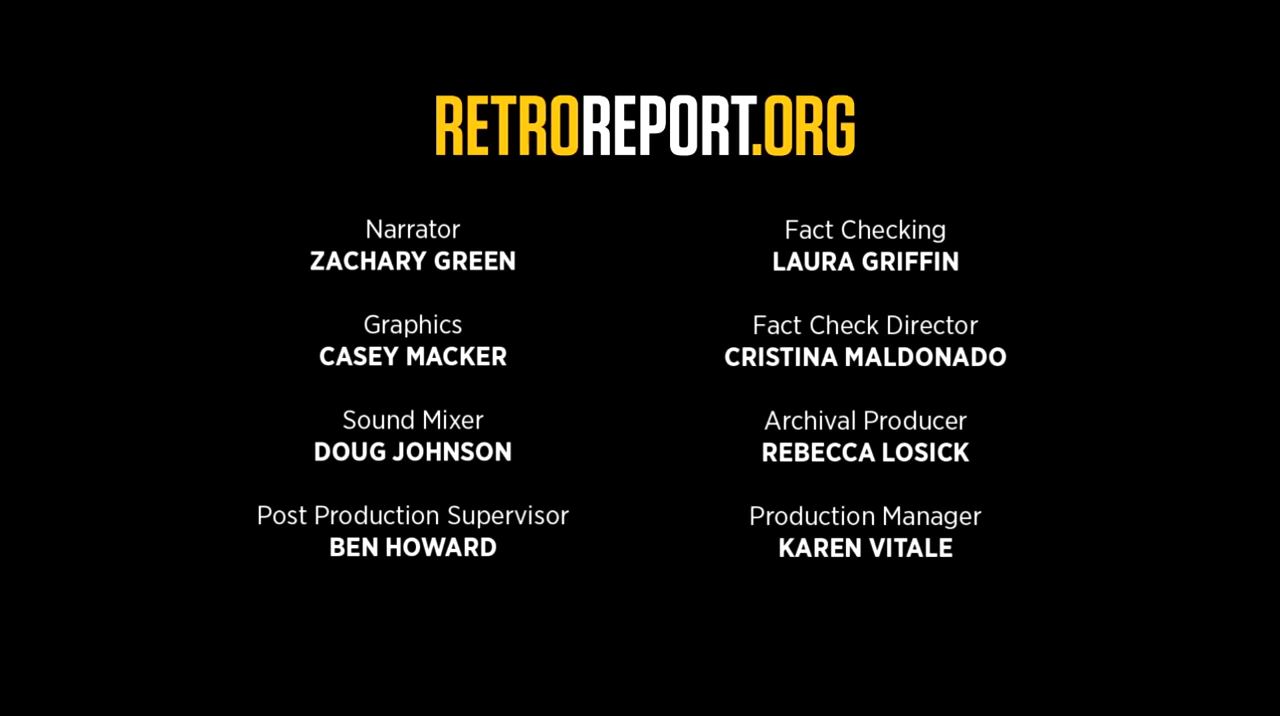 RETROREPORT.ORG
Narrator
ZACHARY GREEN
Graphics
CASEY MACKER
Sound Mixer
DOUG JOHNSON
Post Production Supervisor
BEN HOWARD
Fact Checking
LAURA GRIFFIN
Fact Check Director
CRISTINA MALDONADO
Archival Producer
REBECCA LOSICK
Production Manager
KAREN VITALE